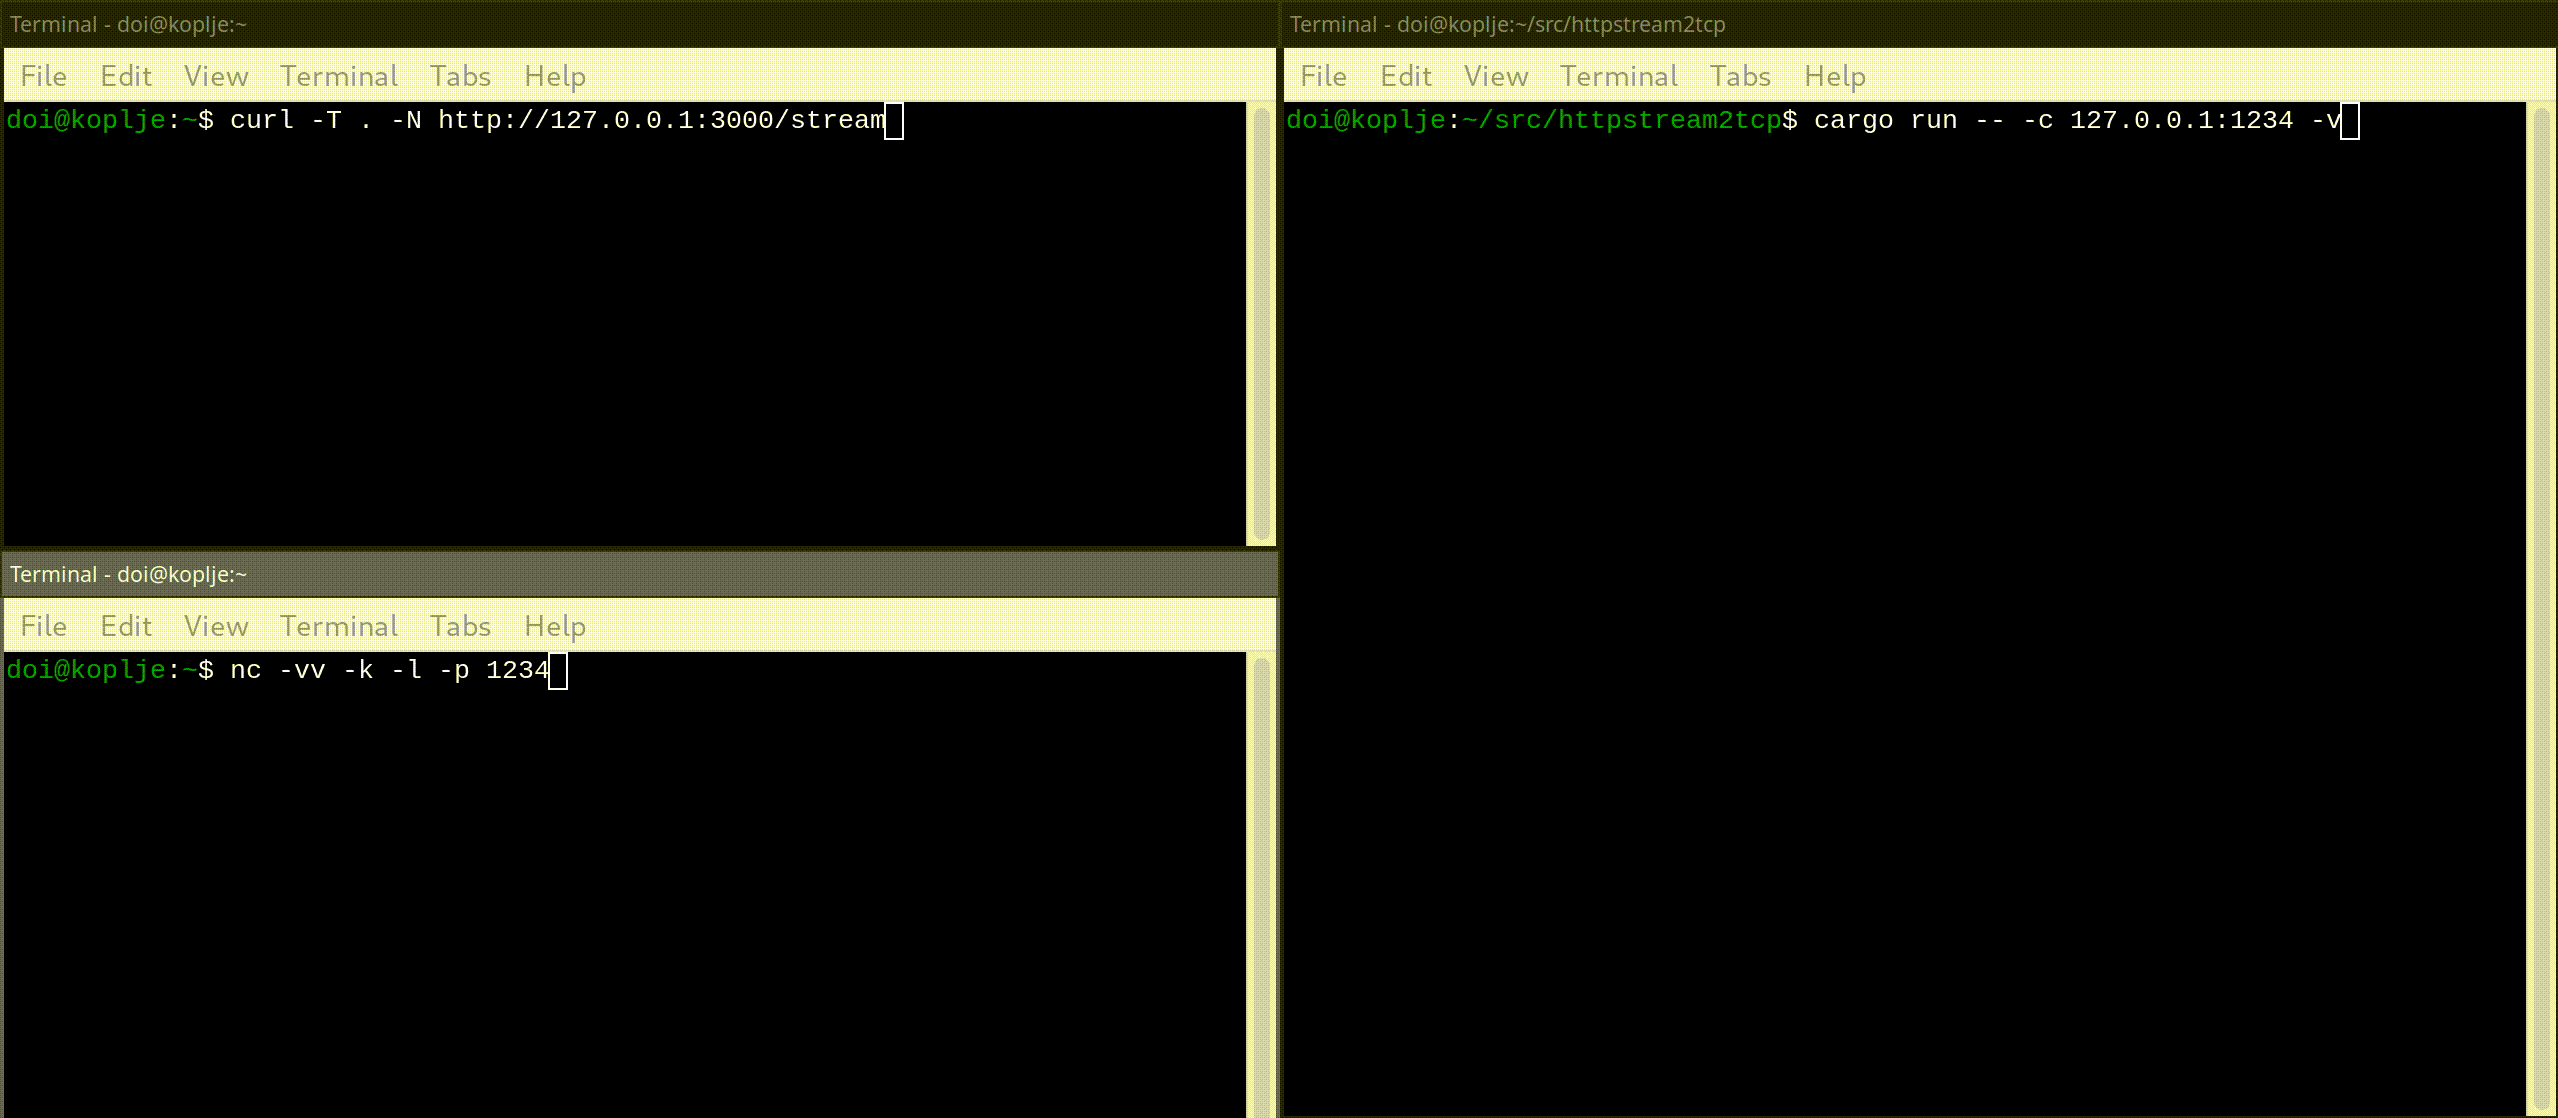 Terminal - doi@koplje:~
File Edit View Terminal Tabs Help
doi@koplje:~$ curl -T . -N http://127.0.0.1:3000/stream
Terminal - doi@koplje:~
File Edit View Terminal Tabs Help
doi@koplje:~$ nc -vv -k -l -p 1234
Terminal - doi@koplje:~/src/httpstream2tcp
File Edit View Terminal Tabs Help
doi@koplje:~/src/httpstream2tcp$ cargo run -- -c 127.0.0.1:1234 -v